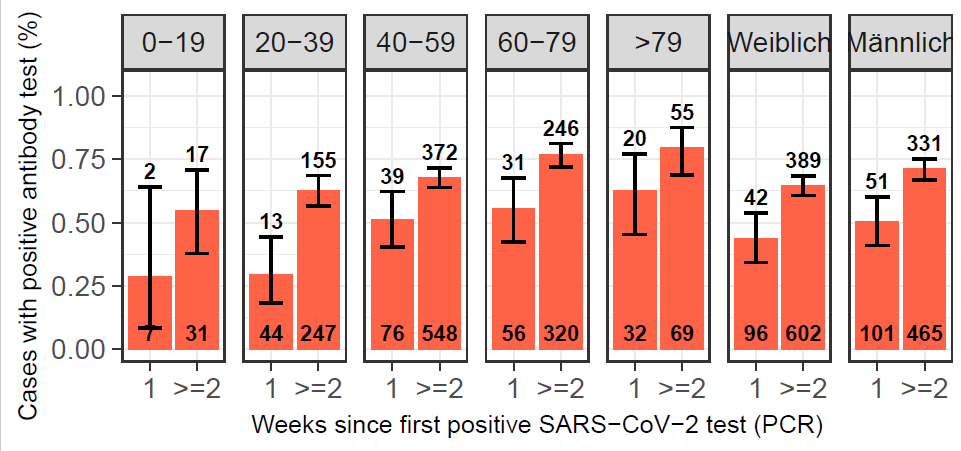 Cases with positive antibody test (%)
0−19 20−39 40−59 60−79 >79 Weiblich Männlich
1.00
0.75
0.50
0.25
0.00
2 17 13 155 39 372 31 246 20 55 42 389 51 331
7 31 44 247 76 548 56 320 32 69 96 602 101 465
1 >=2 1 >=2 1 >=2 1 >=2 1 >=2 1 >=2 1 >=2
Weeks since first positive SARS−CoV−2 test (PCR)